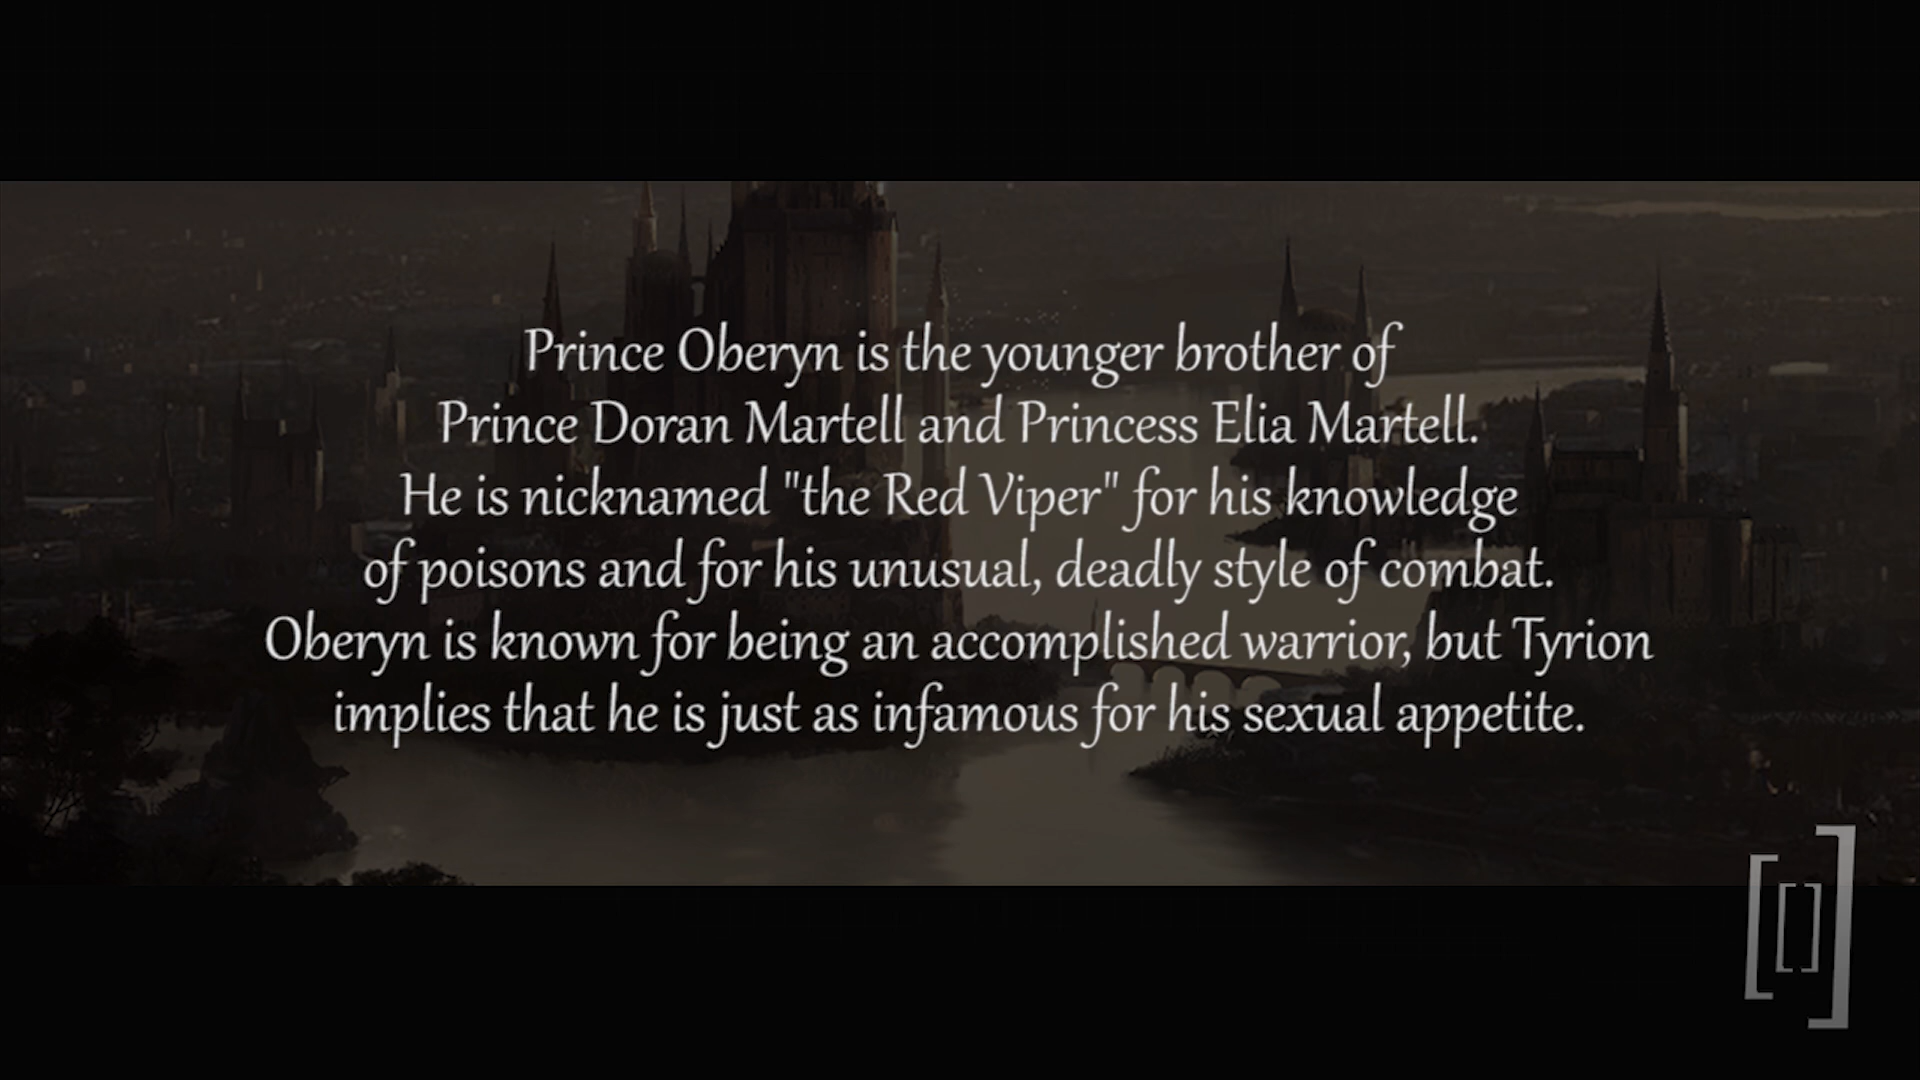 Prince Oberyn is the younger brother of
Prince Doran Martell and Princess Elia Martell.
He is nicknamed "the Red Viper" for his knowledge
of poisons and for his unusual, deadly style of combat.
Oberyn is known for being an accomplished warrior, but Tyrion
implies that he is just as infamous for his sexual appetite.